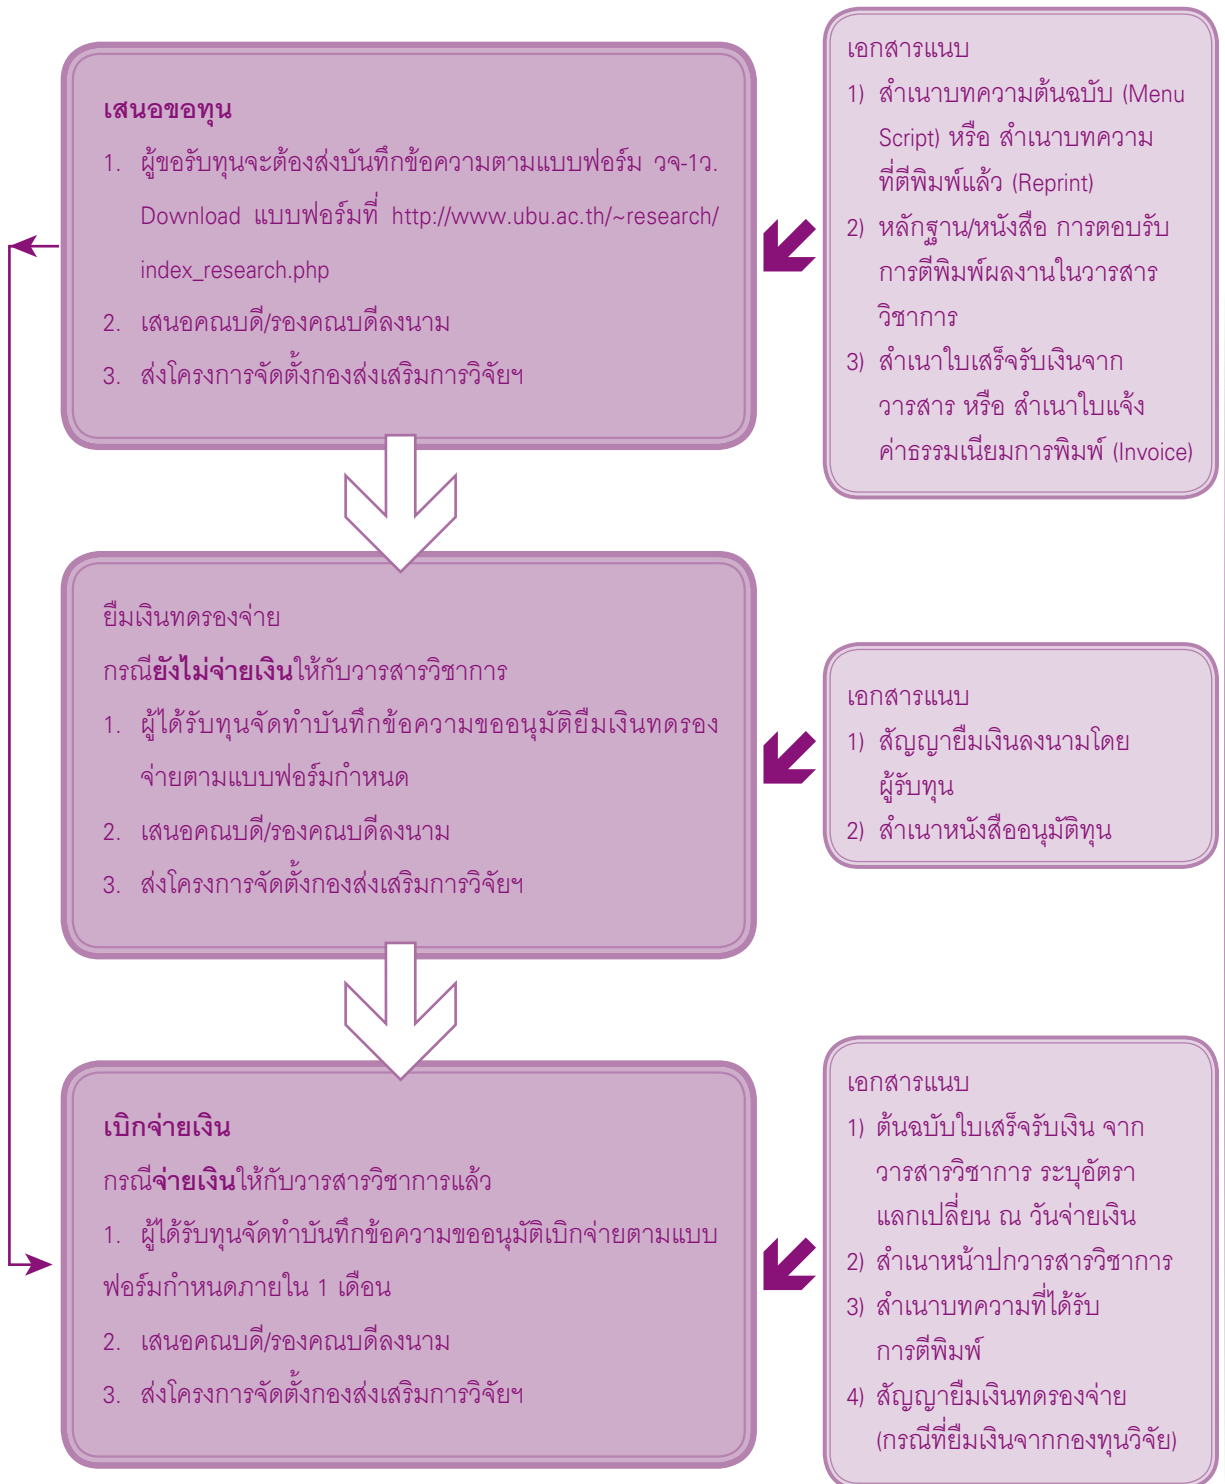 เสนอขอทุน
1. ผู้ขอรับทุนจะต้องส่งบันทึกข้อความตามแบบฟอร์ม วจ-1ว.
Download แบบฟอร์มที่ http://www.ubu.ac.th/~research/
index_research.php
2. เสนอคณบดี/รองคณบดีลงนาม
3. ส่งโครงการจัดตั้งกองส่งเสริมการวิจัยฯ
เอกสารแนบ
1) สำเนาบทความต้นฉบับ (Menu
Script) หรือ สำเนาบทความ
ที่ตีพิมพ์แล้ว (Reprint)
2) หลักฐาน/หนังสือ การตอบรับ
การตีพิมพ์ผลงานในวารสาร
วิชาการ
3) สำเนาใบเสร็จรับเงินจาก
วารสาร หรือ สำเนาใบแจ้ง
ค่าธรรมเนียมการพิมพ์ (Invoice)
ยืมเงินทดรองจ่าย
กรณียังไม่จ่ายเงินให้กับวารสารวิชาการ
1. ผู้ได้รับทุนจัดทำบันทึกข้อความขออนุมัติยืมเงินทดรอง
จ่ายตามแบบฟอร์มกำหนด
2. เสนอคณบดี/รองคณบดีลงนาม
3. ส่งโครงการจัดตั้งกองส่งเสริมการวิจัยฯ
เอกสารแนบ
1) สัญญายืมเงินลงนามโดย
ผู้รับทุน
2) สำเนาหนังสืออนุมัติทุน
เบิกจ่ายเงิน
กรณีจ่ายเงินให้กับวารสารวิชาการแล้ว
1. ผู้ได้รับทุนจัดทำบันทึกข้อความขออนุมัติเบิกจ่ายตามแบบ
ฟอร์มกำหนดภายใน 1 เดือน
2. เสนอคณบดี/รองคณบดีลงนาม
3. ส่งโครงการจัดตั้งกองส่งเสริมการวิจัยฯ
เอกสารแนบ
1) ต้นฉบับใบเสร็จรับเงิน จาก
วารสารวิชาการ ระบุอัตรา
แลกเปลี่ยน ณ วันจ่ายเงิน
2) สำเนาหน้าปกวารสารวิชาการ
3) สำเนาบทความที่ได้รับ
การตีพิมพ์
4) สัญญายืมเงินทดรองจ่าย
(กรณีที่ยืมเงินจากกองทุนวิจัย)